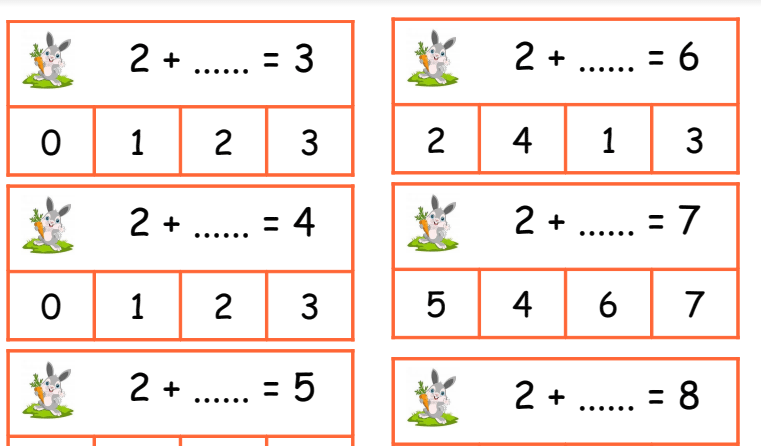 2 + ...... = 3
0 1 2 3
2 + ...... = 4
0 1 2 3
2 + ...... = 5
2 + ...... = 6
2 4 1 3
2 + ...... = 7
5 4 6 7
2 + ...... = 8